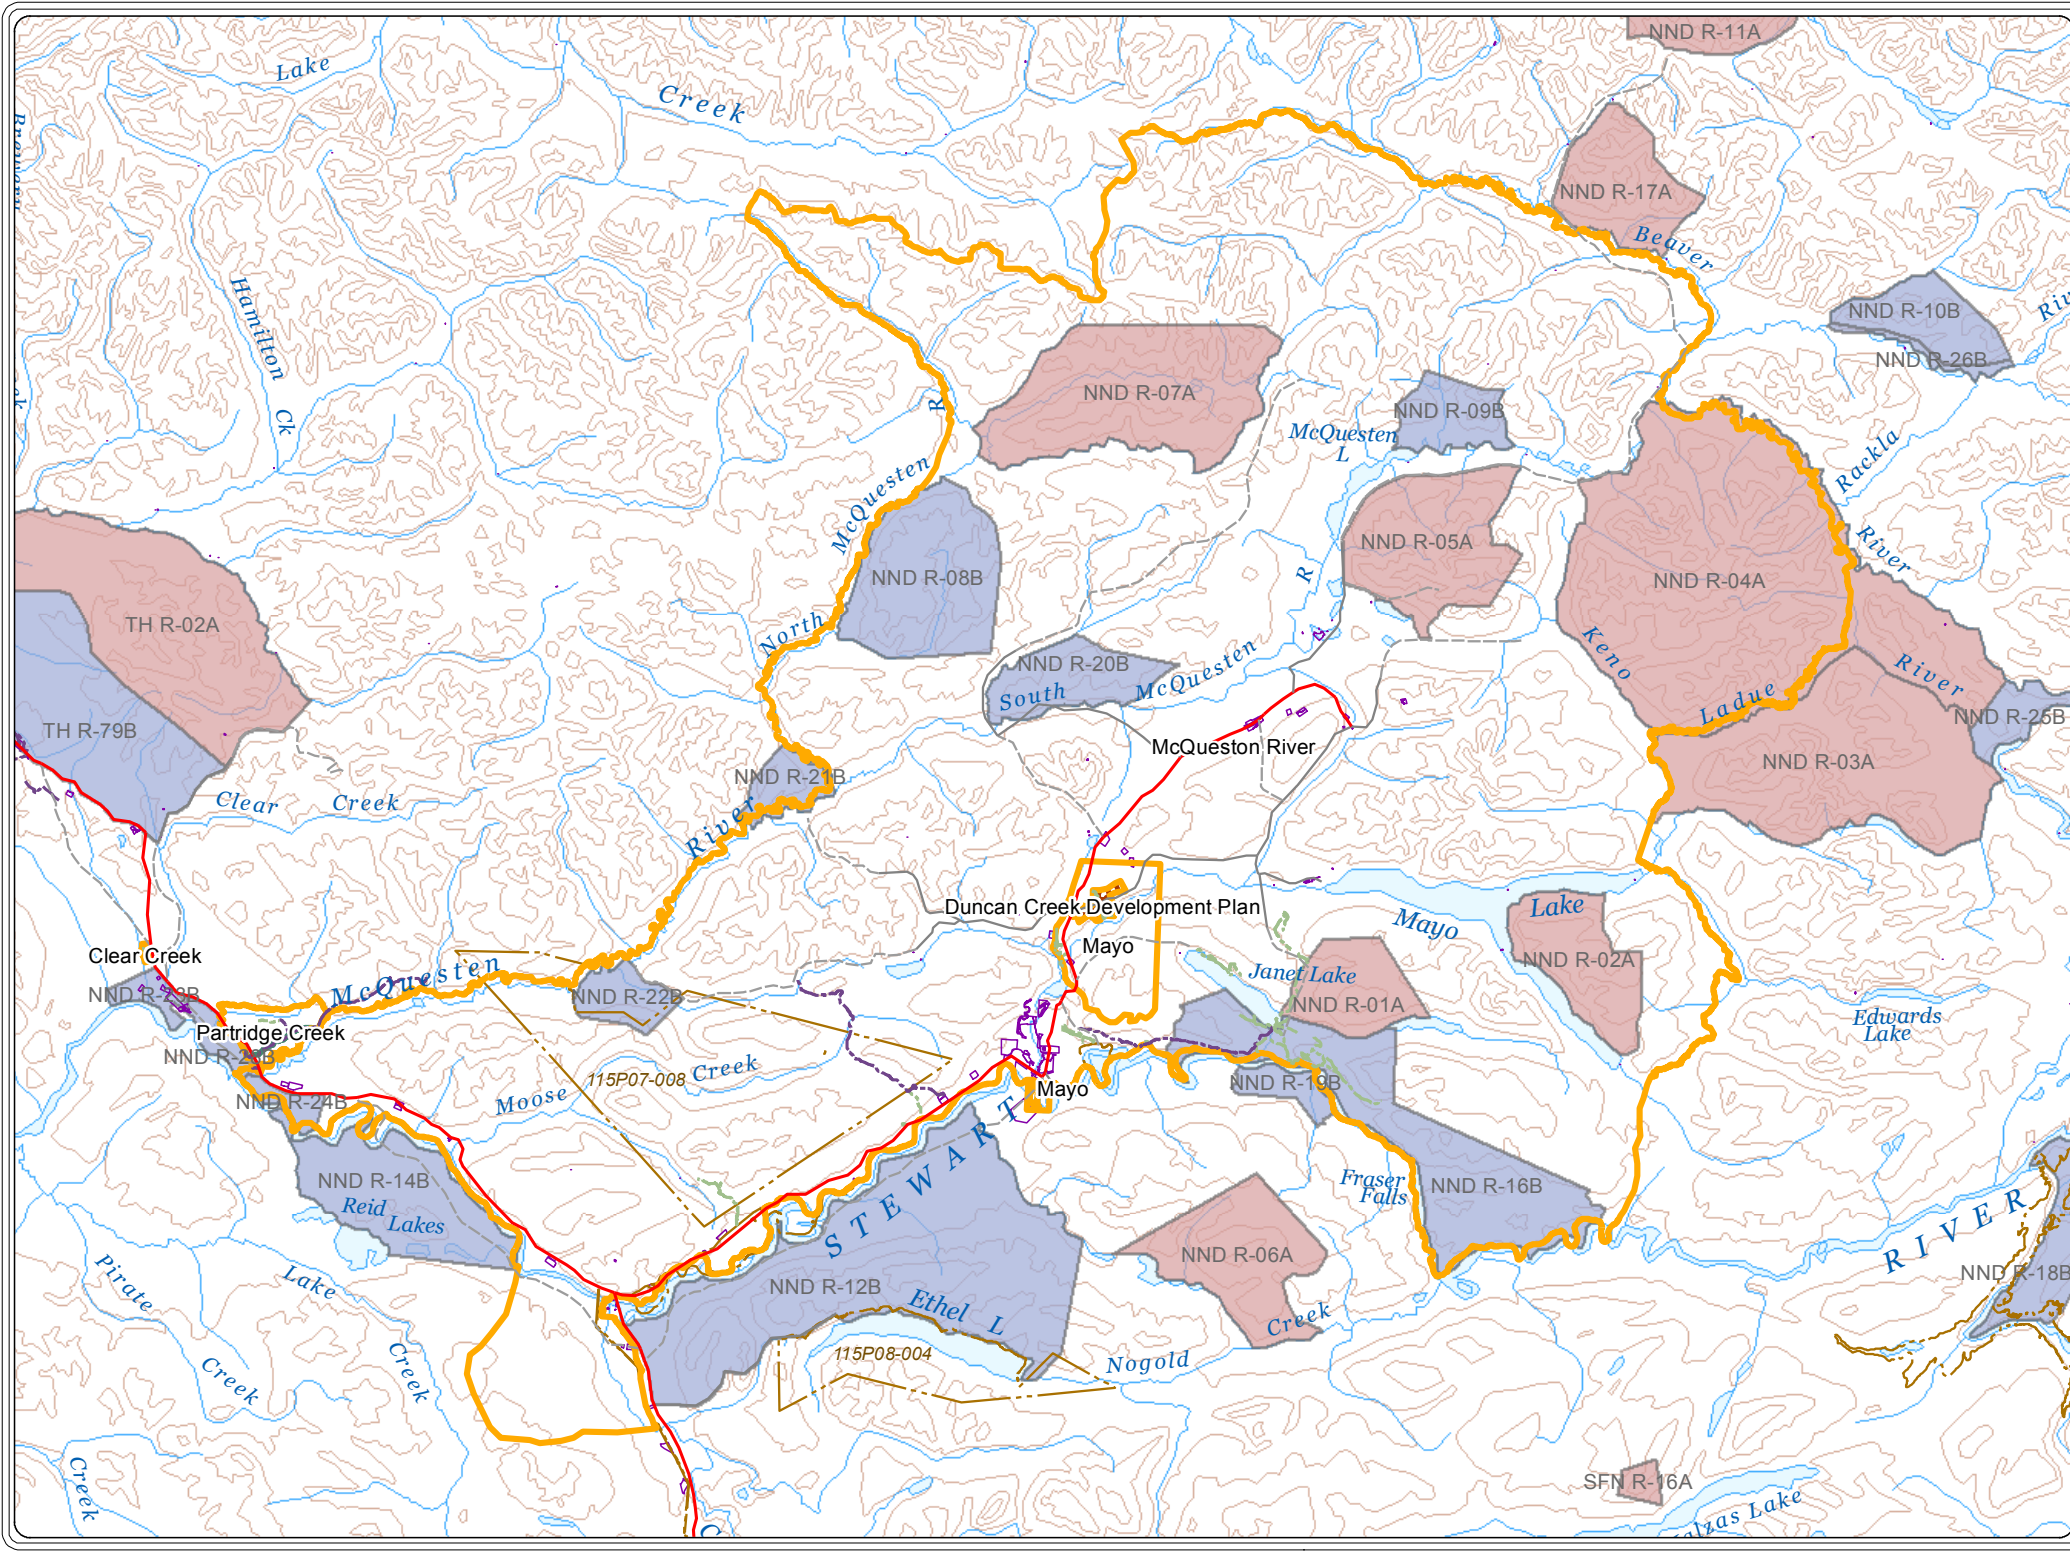 NND R-11A
Lake
Creek
NND R-17A
Beaver
Hamilton
Ck
NND R-10B
NND R-26B
NND R-07A
R
NND R-09B
McQuesten
L
Rackla
River
McQuesten
NND R-05A
NND R-08B
R
NND R-04A
TH R-02A
North
Keno
NND R-20B
South
McQuesten
River
Ladue
NND R-25B
TH R-79B
McQueston River
NND R-03A
NND R-21B
Clear
Creek
River
Duncan Creek Development Plan
Lake
Mayo
Mayo
Clear Creek
NND R-02A
McQuesten
Janet Lake
NND R-23B
NND R-22B
NND R-01A
Edwards
Lake
Partridge Creek
Creek
115P07-008
Moose
NND R-19B
Mayo
NND R-24B
STEWART
NND R-14B
Reid
Lakes
Fraser
Falls
NND R-16B
RIVER
NND R-06A
NND R-18B
Pirate
Creek
Lake
Creek
NND R-12B
Ethel L
Creek
115P08-004
Nogold
Creek
SFN R-16A